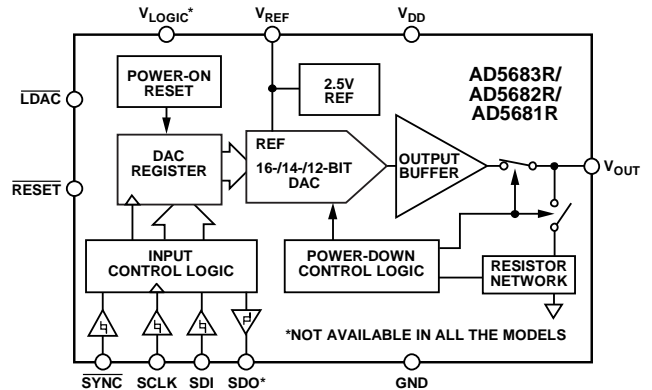 VLOGIC*
VREF
VDD
LDAC
POWER-ON
RESET
2.5V
REF
AD5683R/
AD5682R/
AD5681R
RESET
DAC
REGISTER
REF
16-/14-/12-BIT
DAC
OUTPUT
BUFFER
VOUT
INPUT
CONTROL LOGIC
POWER-DOWN
CONTROL LOGIC
RESISTOR
NETWORK
*NOT AVAILABLE IN ALL THE MODELS
SYNC
SCLK
SDI
SDO*
GND